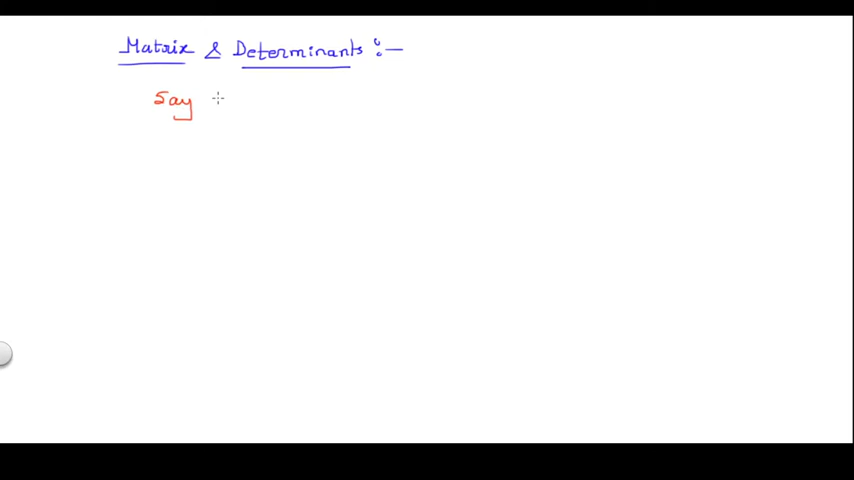 Matrix & Determinants :-
Say